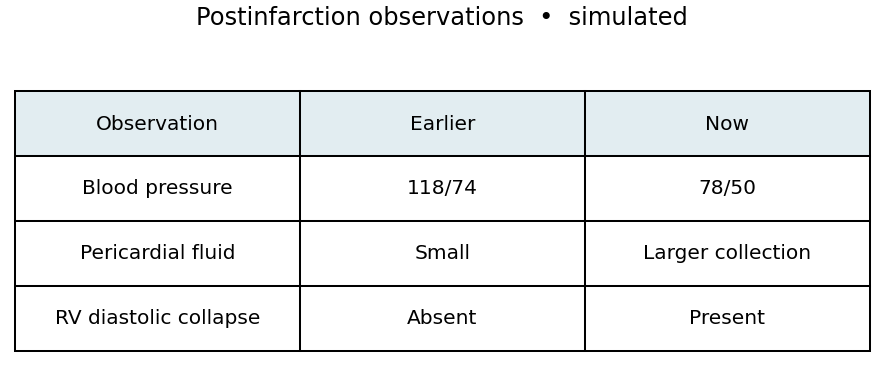 Postinfarction observations • simulated
Observation Earlier Now
Blood pressure 118/74 78/50
Pericardial fluid Small Larger collection
RV diastolic collapse Absent Present